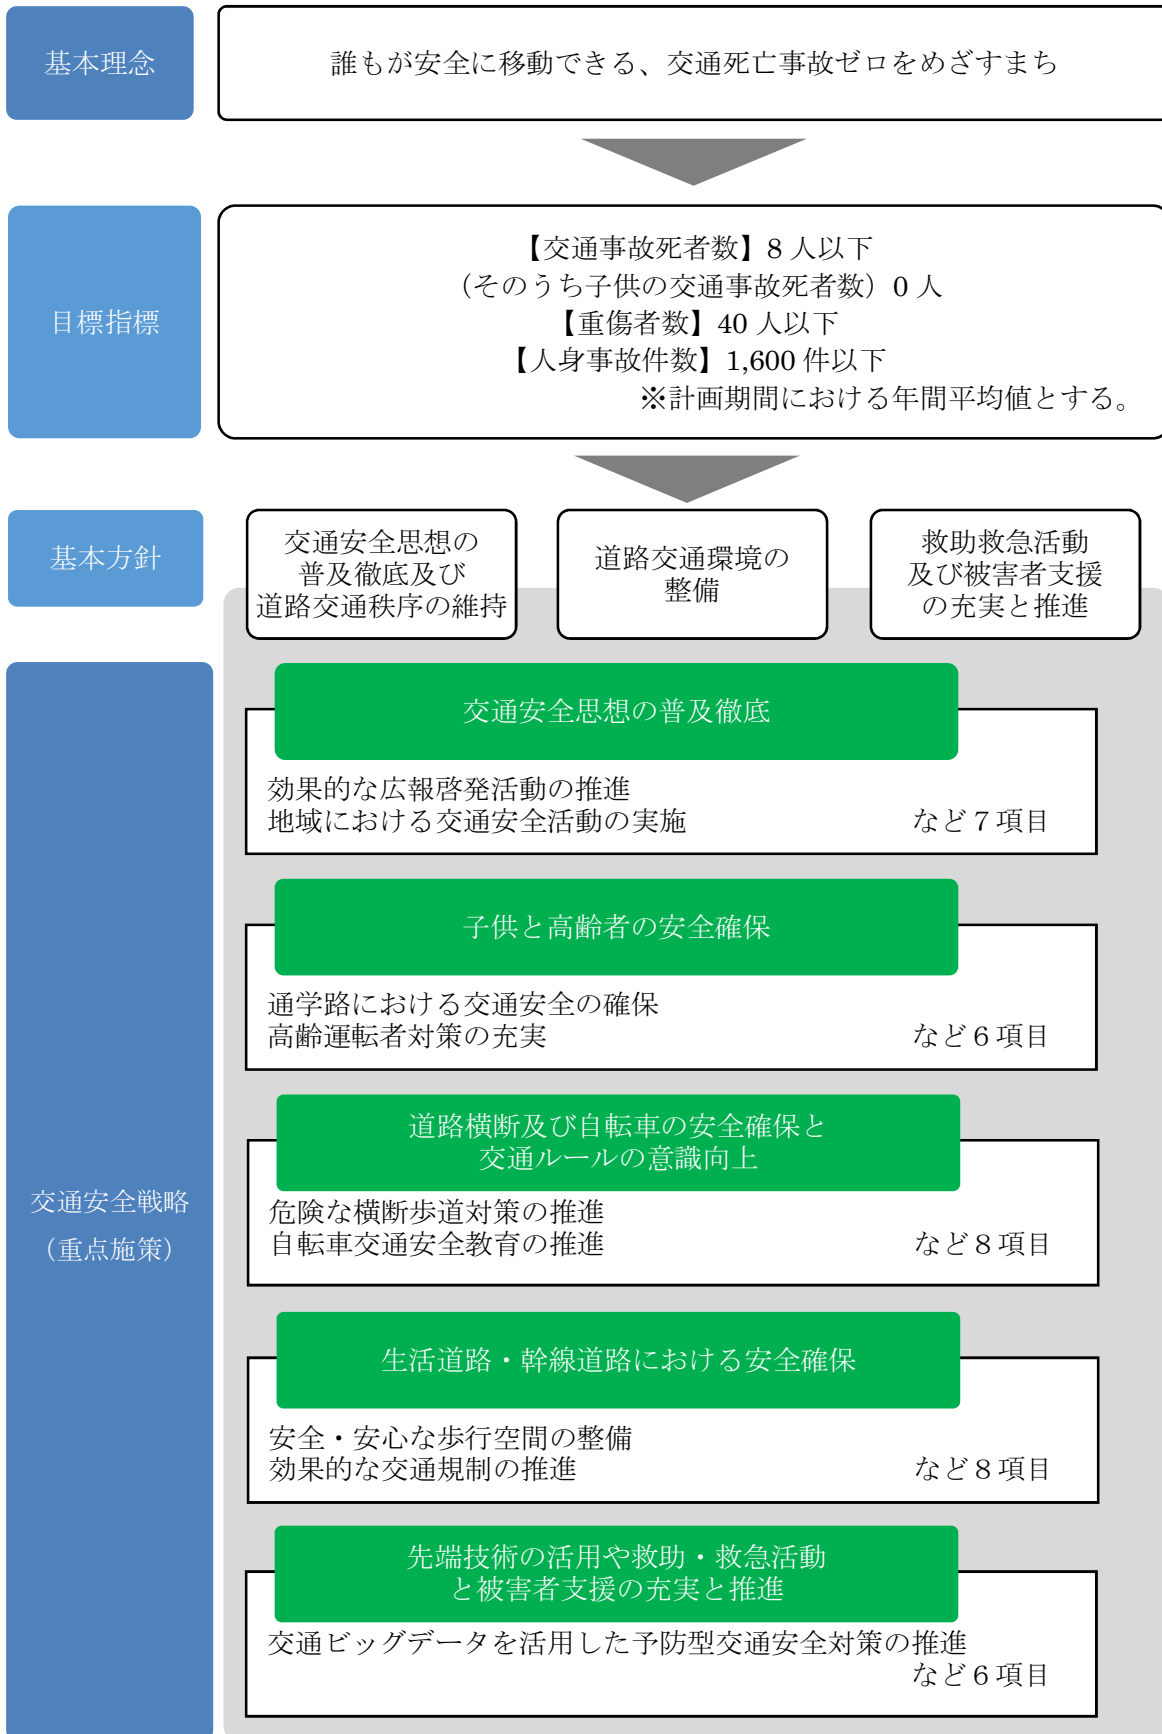 基本理念
誰もが安全に移動できる、交通死亡事故ゼロをめざすまち
目標指標
【交通事故死者数】8人以下
（そのうち子供の交通事故死者数）0人
【重傷者数】40人以下
【人身事故件数】1,600件以下
※計画期間における年間平均値とする。
基本方針
交通安全思想の
普及徹底及び
道路交通秩序の維持
道路交通環境の
整備
救助救急活動
及び被害者支援
の充実と推進
交通安全戦略
（重点施策）
交通安全思想の普及徹底
効果的な広報啓発活動の推進
地域における交通安全活動の実施 など７項目
子供と高齢者の安全確保
通学路における交通安全の確保
高齢運転者対策の充実 など６項目
道路横断及び自転車の安全確保と
交通ルールの意識向上
危険な横断歩道対策の推進
自転車交通安全教育の推進 など８項目
生活道路・幹線道路における安全確保
安全・安心な歩行空間の整備
効果的な交通規制の推進 など８項目
先端技術の活用や救助・救急活動
と被害者支援の充実と推進
交通ビッグデータを活用した予防型交通安全対策の推進
など６項目